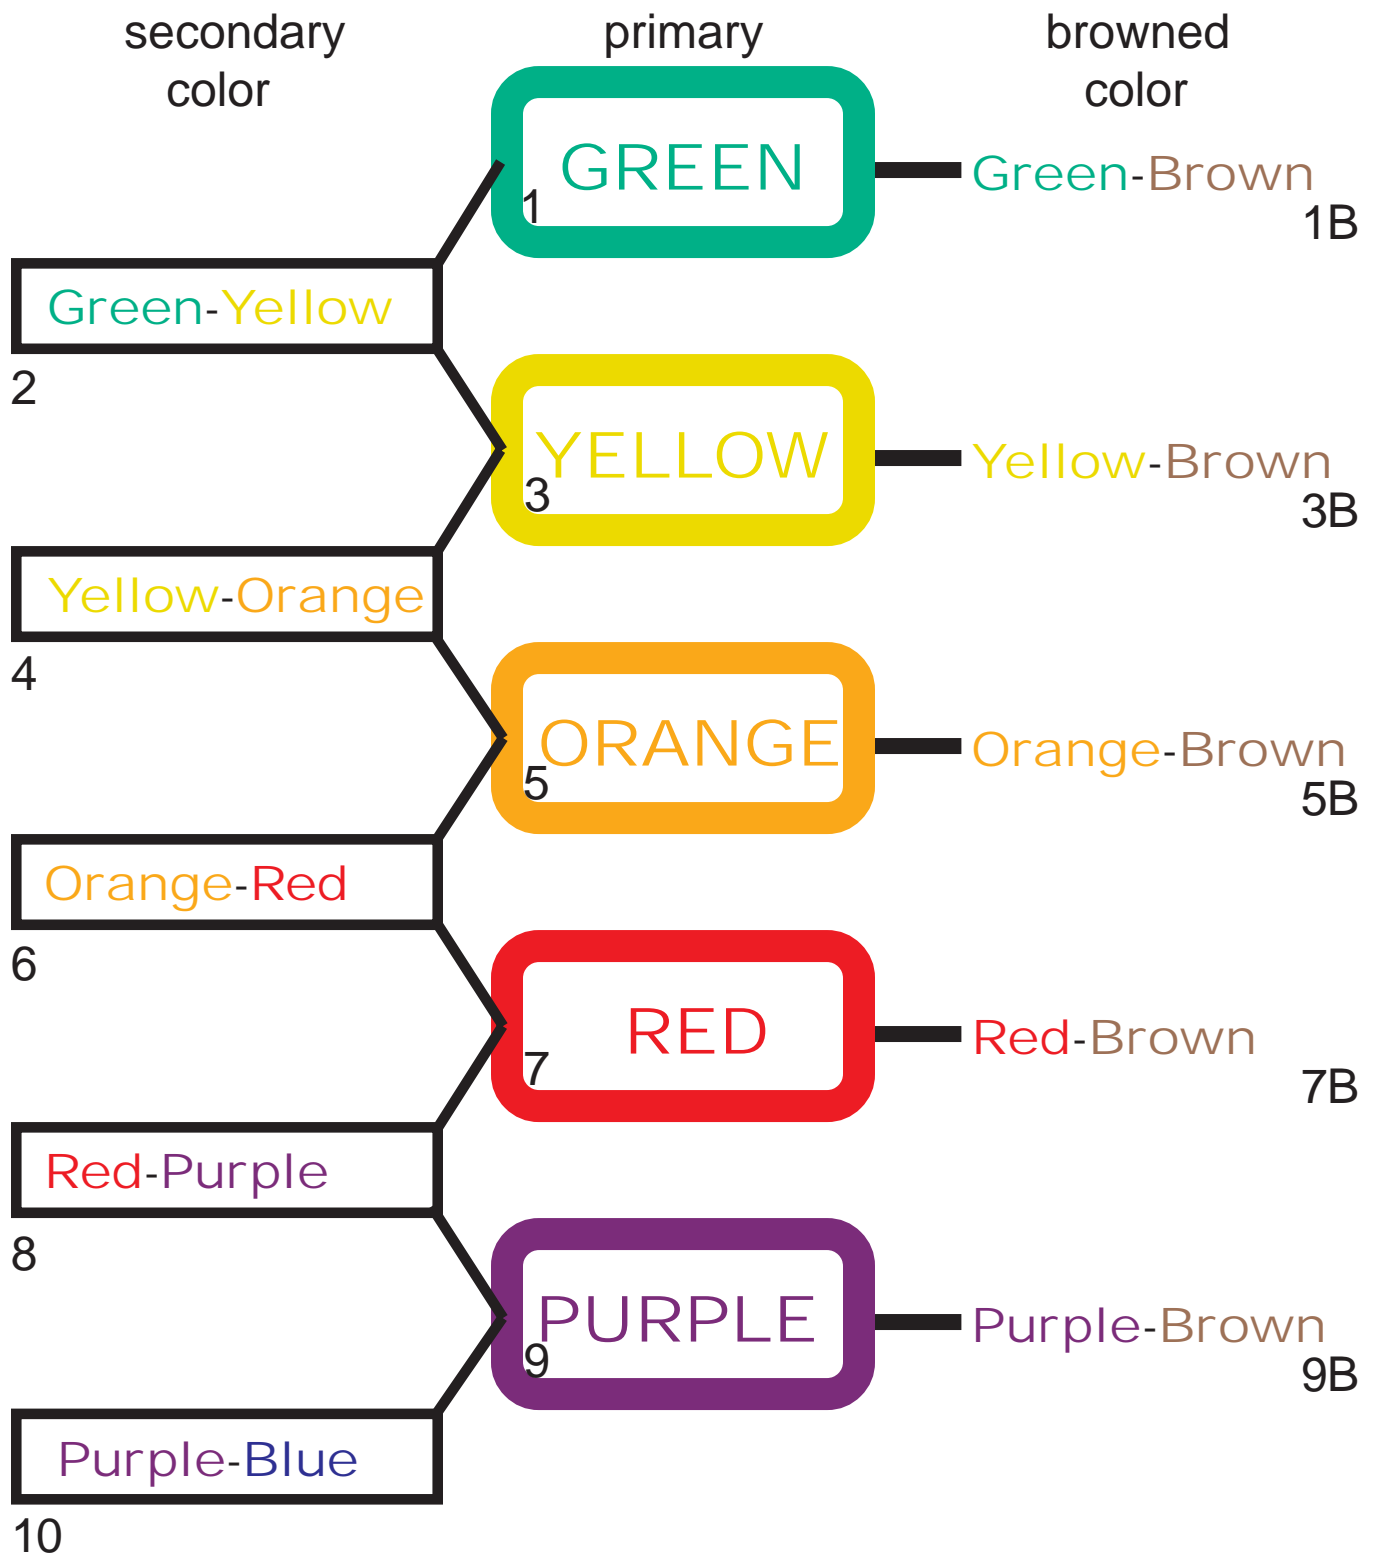 secondary color
primary
browned color
GREEN
1
Green-Brown
1B
Green-Yellow
2
YELLOW
3
Yellow-Brown
3B
Yellow-Orange
4
ORANGE
5
Orange-Brown
5B
Orange-Red
6
RED
7
Red-Brown
7B
Red-Purple
8
PURPLE
9
Purple-Brown
9B
Purple-Blue
10